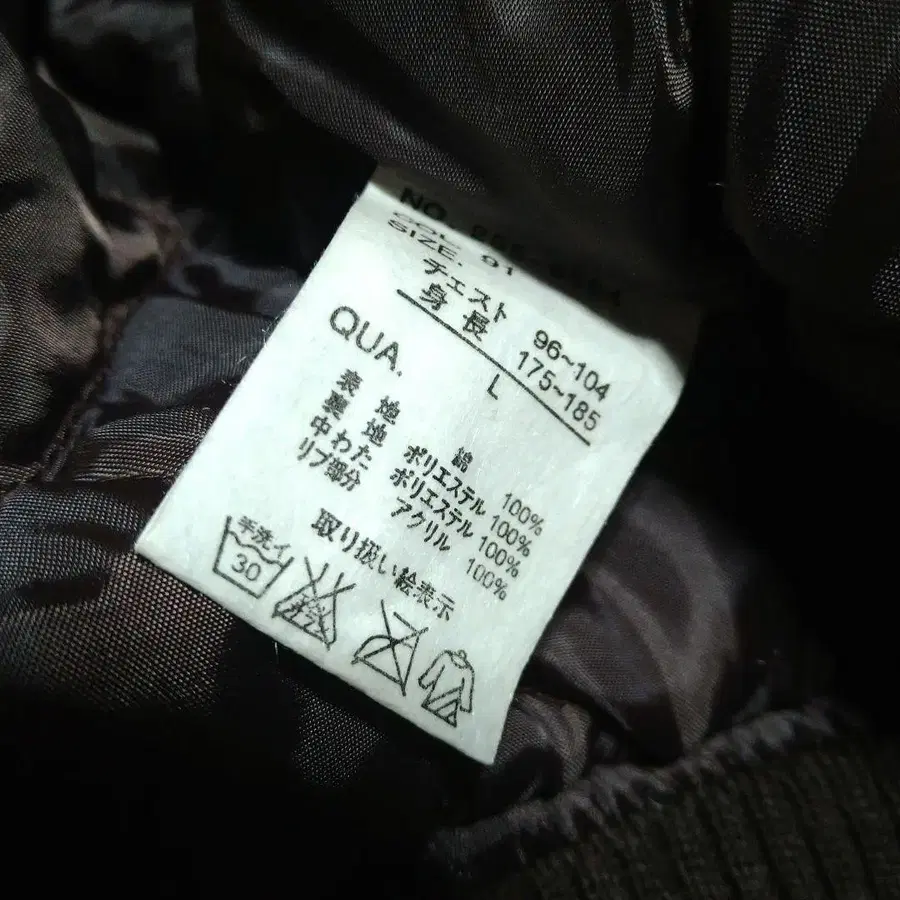 NO.
COL. 91
SIZE.
チェスト 96~104
身長 175~185
L
QUA.
表地 綿 100%
裏地 ポリエステル 100%
中わた ポリエステル 100%
リブ部分 アクリル 100%
取り扱い絵表示
手洗イ
30